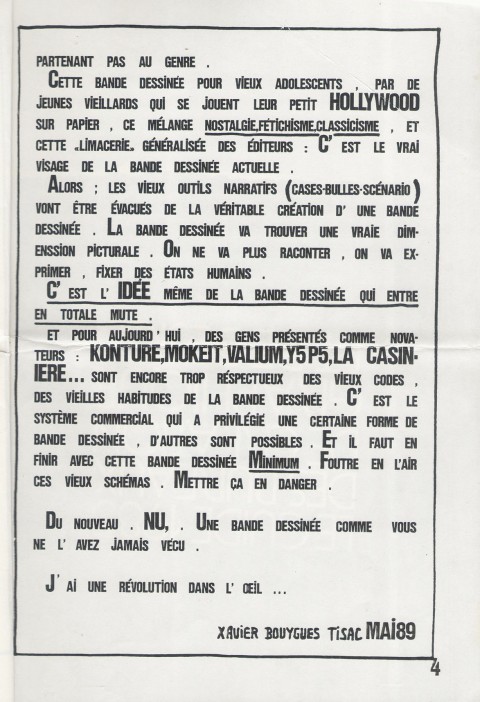 PARTENANT PAS AU GENRE .
CETTE BANDE DESSINÉE POUR VIEUX ADOLESCENTS , PAR DE
JEUNES VIEILLARDS QUI SE JOUENT LEUR PETIT HOLLYWOOD
SUR PAPIER , CE MÉLANGE NOSTALGIE,FÉTICHISME,CLASSICISME , ET
CETTE «LIMACERIE» GÉNÉRALISÉE DES ÉDITEURS : C' EST LE VRAI
VISAGE DE LA BANDE DESSINÉE ACTUELLE .
ALORS ; LES VIEUX OUTILS NARRATIFS (CASES-BULLES-SCÉNARIO)
VONT ÊTRE ÉVACUÉS DE LA VÉRITABLE CRÉATION D' UNE BANDE
DESSINÉE . LA BANDE DESSINÉE VA TROUVER UNE VRAIE DIM-
ENSSION PICTURALE . ON NE VA PLUS RACONTER , ON VA EX-
PRIMER , FIXER DES ÉTATS HUMAINS .
C' EST L' IDÉE MÊME DE LA BANDE DESSINÉE QUI ENTRE
EN TOTALE MUTE .
ET POUR AUJOURD'HUI , DES GENS PRÉSENTÉS COMME NOVA-
TEURS : KONTURE,MOKEIT,VALIUM,Y5P5,LA CASIN-
IERE... SONT ENCORE TROP RÉSPECTUEUX DES VIEUX CODES ,
DES VIEILLES HABITUDES DE LA BANDE DESSINÉE . C' EST LE
SYSTÈME COMMERCIAL QUI A PRIVILÉGIÉ UNE CERTAINE FORME DE
BANDE DESSINÉE , D'AUTRES SONT POSSIBLES . ET IL FAUT EN
FINIR AVEC CETTE BANDE DESSINÉE MINIMUM . FOUTRE EN L'AIR
CES VIEUX SCHÉMAS . METTRE ÇA EN DANGER .
DU NOUVEAU . NU, . UNE BANDE DESSINÉE COMME VOUS
NE L' AVEZ JAMAIS VÉCU .
J' AI UNE RÉVOLUTION DANS L' ŒIL ...
XAVIER BOUYGUES TISAC MAI89
4